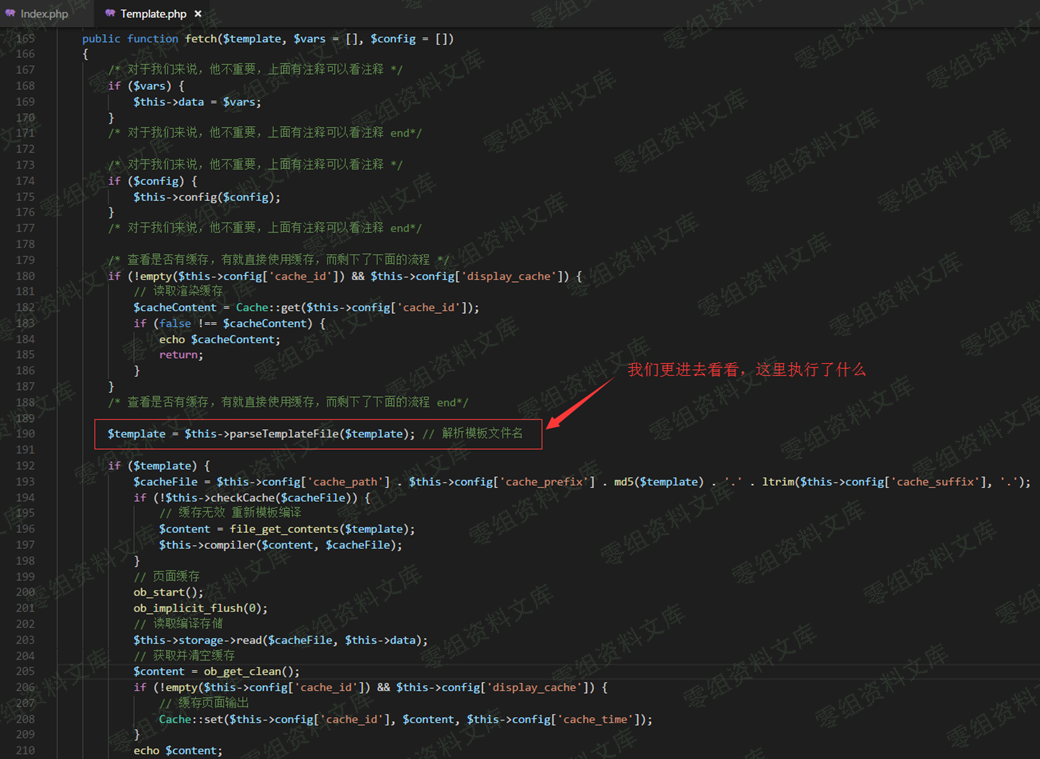 Index.php
Template.php ×
165 public function fetch($template, $vars = [], $config = [])
166 {
167 /* 对于我们来说，他不重要，上面有注释可以看注释 */
168 if ($vars) {
169 $this->data = $vars;
170 }
171 /* 对于我们来说，他不重要，上面有注释可以看注释 end*/
172
173 /* 对于我们来说，他不重要，上面有注释可以看注释 */
174 if ($config) {
175 $this->config($config);
176 }
177 /* 对于我们来说，他不重要，上面有注释可以看注释 end*/
178
179 /* 查看是否有缓存，有就直接使用缓存，而剩下了下面的流程 */
180 if (!empty($this->config['cache_id']) && $this->config['display_cache']) {
181 // 读取渲染缓存
182 $cacheContent = Cache::get($this->config['cache_id']);
183 if (false !== $cacheContent) {
184 echo $cacheContent;
185 return;
186 }
187 }
188 /* 查看是否有缓存，有就直接使用缓存，而剩下了下面的流程 end*/
我们更进去看看，这里执行了什么
189
190 $template = $this->parseTemplateFile($template); // 解析模板文件名
191
192 if ($template) {
193 $cacheFile = $this->config['cache_path'] . $this->config['cache_prefix'] . md5($template) . '.' . ltrim($this->config['cache_suffix'], '.');
194 if (!$this->checkCache($cacheFile)) {
195 // 缓存无效 重新模板编译
196 $content = file_get_contents($template);
197 $this->compiler($content, $cacheFile);
198 }
199 // 页面缓存
200 ob_start();
201 ob_implicit_flush(0);
202 // 读取编译存储
203 $this->storage->read($cacheFile, $this->data);
204 // 获取并清空缓存
205 $content = ob_get_clean();
206 if (!empty($this->config['cache_id']) && $this->config['display_cache']) {
207 // 缓存页面输出
208 Cache::set($this->config['cache_id'], $content, $this->config['cache_time']);
209 }
210 echo $content;
零组资料文库